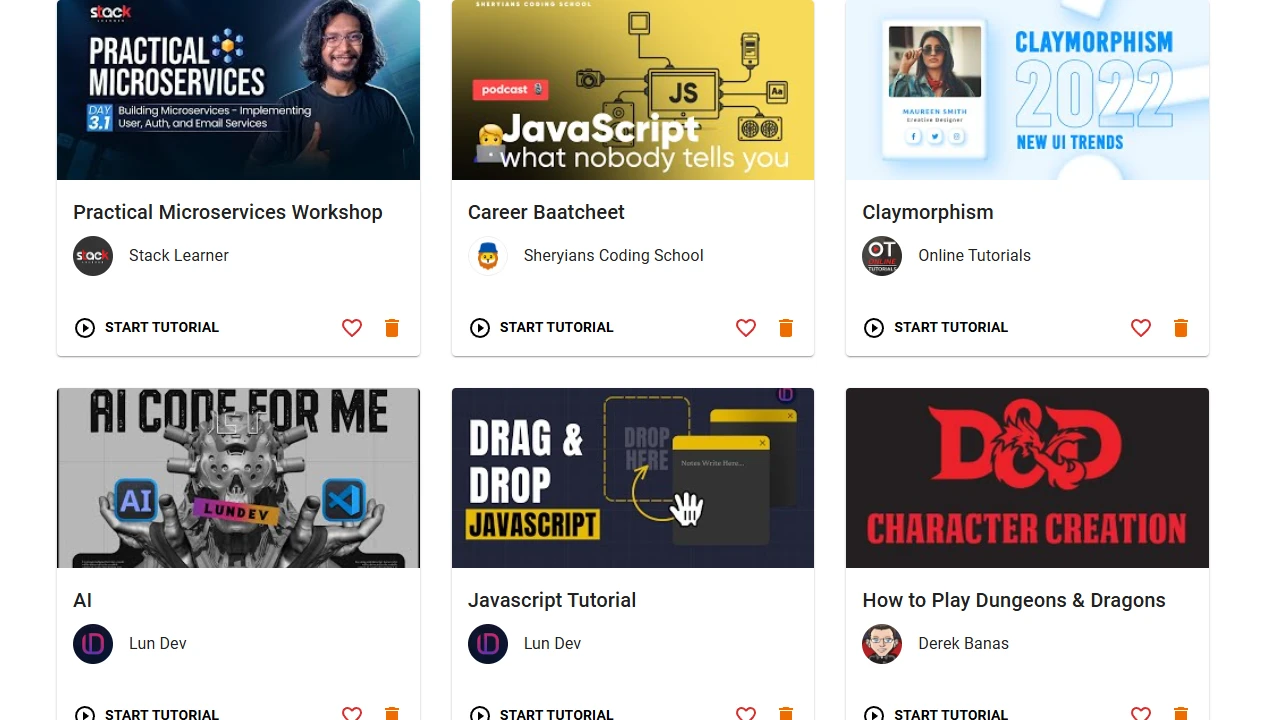 stack
LEARNER
PRACTICAL
MICROSERVICES
DAY
3.1
Building Microservices - Implementing
User, Auth, and Email Services
Practical Microservices Workshop
stack
Stack Learner
START TUTORIAL
SHERYIANS CODING SCHOOL
JS
Aa
podcast
JavaScript
what nobody tells you
Career Baatcheet
Sheryians Coding School
START TUTORIAL
MAUREEN SMITH
Creative Designer
CLAYMORPHISM
2022
NEW UI TRENDS
Claymorphism
OT
ONLINE
TUTORIALS
Online Tutorials
START TUTORIAL
AI CODE FOR ME
LET
AI
LUNDEV
AI
Lun Dev
START TUTORIAL
DRAG &
DROP
JAVASCRIPT
DROP
HERE
Notes Write Here...
Javascript Tutorial
Lun Dev
START TUTORIAL
D&D
CHARACTER CREATION
How to Play Dungeons & Dragons
Derek Banas
START TUTORIAL